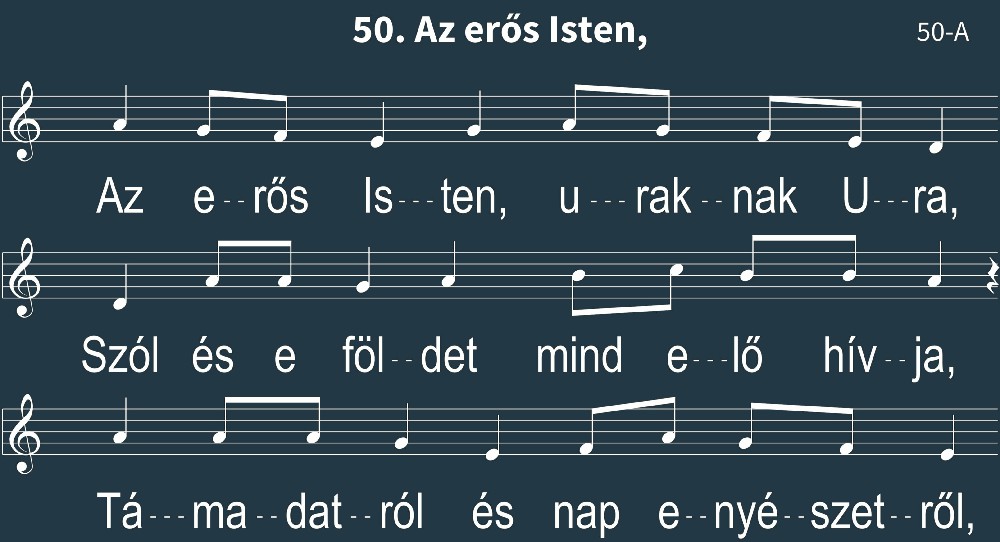 50. Az erős Isten,
50-A
Az e--rős Is---ten, u---rak--nak U---ra,
Szól és e föl--det mind e---lő hív--ja,
Tá---ma--dat--ról és nap e--nyé--szet--ről,